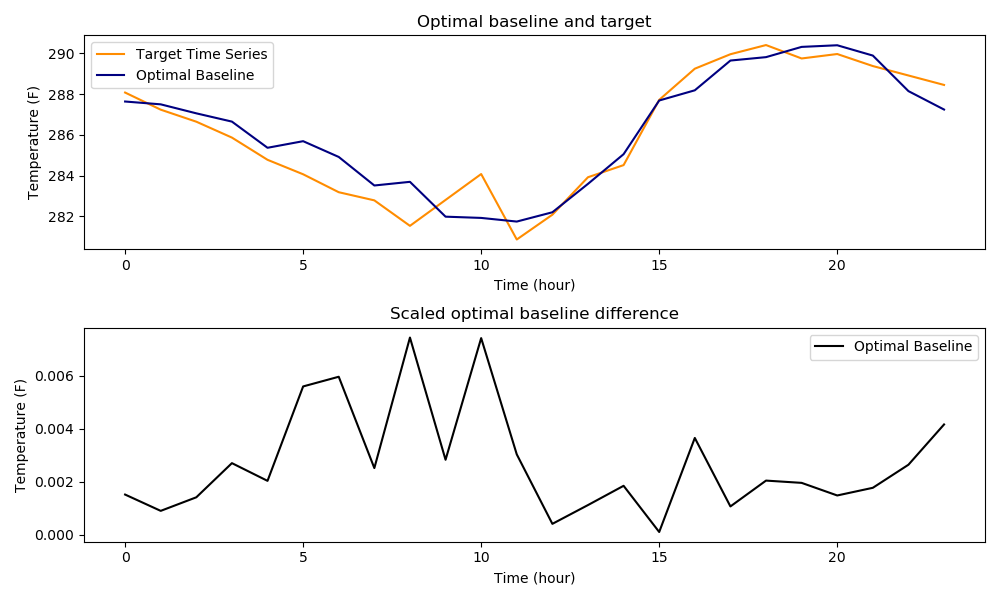 Optimal baseline and target
Temperature (F)
290
288
286
284
282
Target Time Series
Optimal Baseline
0 5 10 15 20
Time (hour)
Scaled optimal baseline difference
Temperature (F)
0.006
0.004
0.002
0.000
Optimal Baseline
0 5 10 15 20
Time (hour)